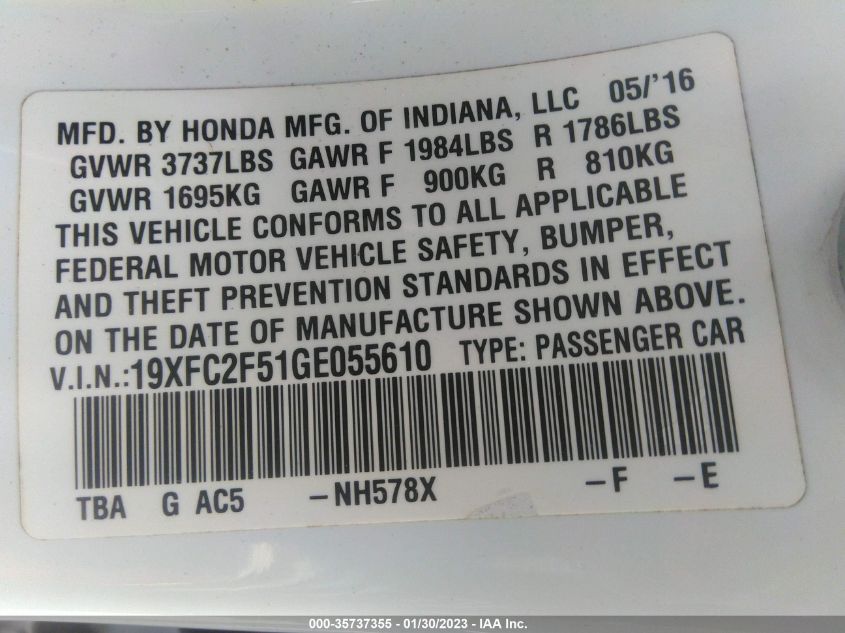 MFD. BY HONDA MFG. OF INDIANA, LLC 05/'16
GVWR 3737LBS GAWR F 1984LBS R 1786LBS
GVWR 1695KG GAWR F 900KG R 810KG
THIS VEHICLE CONFORMS TO ALL APPLICABLE
FEDERAL MOTOR VEHICLE SAFETY, BUMPER,
AND THEFT PREVENTION STANDARDS IN EFFECT
ON THE DATE OF MANUFACTURE SHOWN ABOVE.
V.I.N.:19XFC2F51GE055610 TYPE: PASSENGER CAR
TBA G AC5 -NH578X -F -E
000-35737355 - 01/30/2023 - IAA Inc.